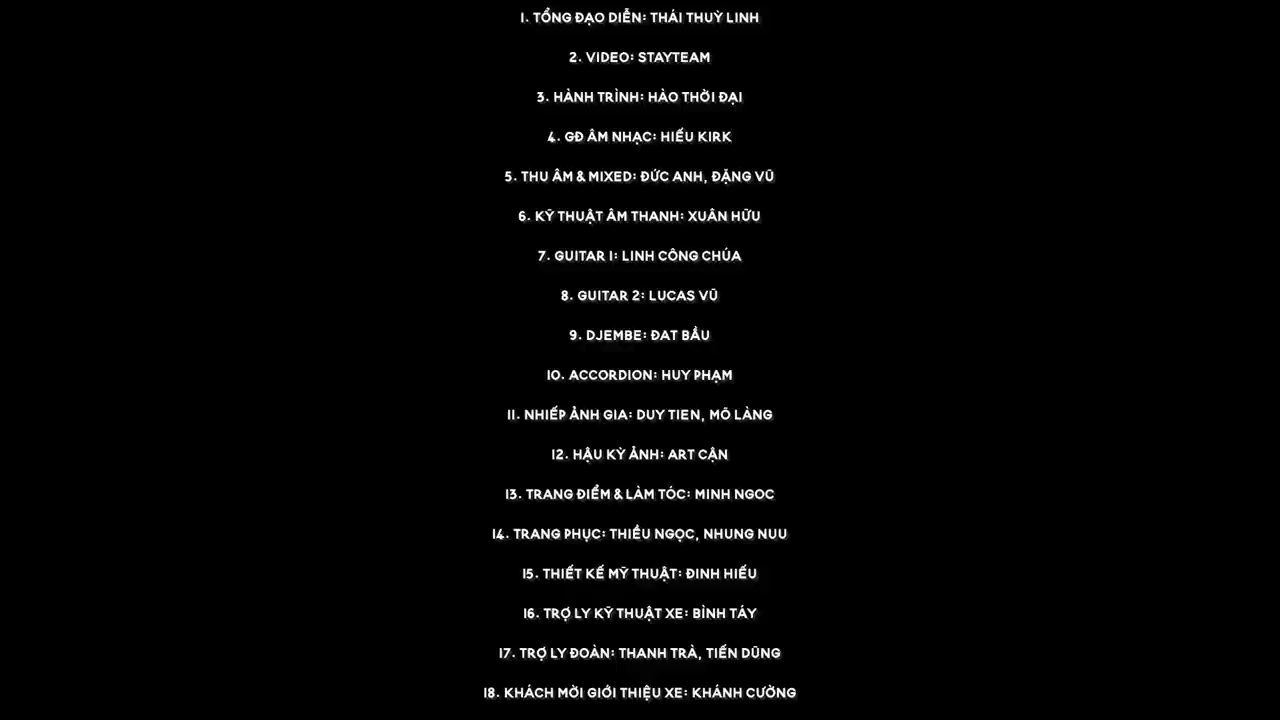 1. TỔNG ĐẠO DIỄN: THÁI THUỲ LINH
2. VIDEO: STAYTEAM
3. HÀNH TRÌNH: HÀO THỜI ĐẠI
4. GĐ ÂM NHẠC: HIẾU KIRK
5. THU ÂM & MIXED: ĐỨC ANH, ĐẶNG VŨ
6. KỸ THUẬT ÂM THANH: XUÂN HỮU
7. GUITAR 1: LINH CÔNG CHÚA
8. GUITAR 2: LUCAS VŨ
9. DJEMBE: ĐẠT BẦU
10. ACCORDION: HUY PHẠM
11. NHIẾP ẢNH GIA: DUY TIEN, MÕ LÀNG
12. HẬU KỲ ẢNH: ART CẬN
13. TRANG ĐIỂM & LÀM TÓC: MINH NGOC
14. TRANG PHỤC: THIỀU NGỌC, NHUNG NUU
15. THIẾT KẾ MỸ THUẬT: ĐINH HIẾU
16. TRỢ LY KỸ THUẬT XE: BÌNH TÁY
17. TRỢ LY ĐOÀN: THANH TRÀ, TIẾN DŨNG
18. KHÁCH MỜI GIỚI THIỆU XE: KHÁNH CƯỜNG